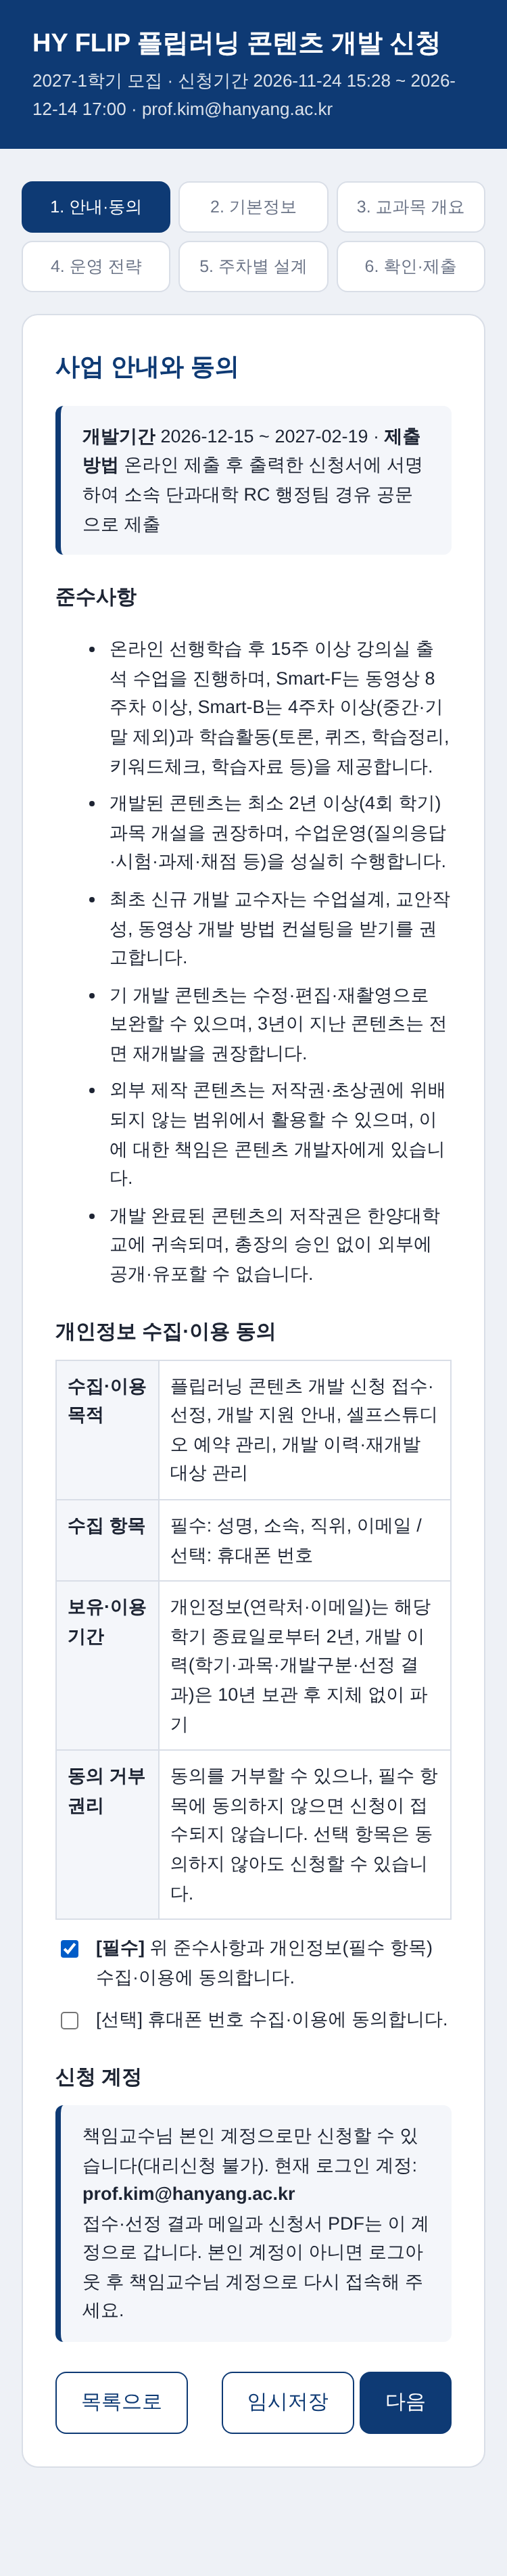 HY FLIP 플립러닝 콘텐츠 개발 신청
2027-1학기 모집 · 신청기간 2026-11-24 15:28 ~ 2026-
12-14 17:00 · prof.kim@hanyang.ac.kr
1. 안내·동의
2. 기본정보
3. 교과목 개요
4. 운영 전략
5. 주차별 설계
6. 확인·제출
사업 안내와 동의
개발기간 2026-12-15 ~ 2027-02-19 · 제출
방법 온라인 제출 후 출력한 신청서에 서명
하여 소속 단과대학 RC 행정팀 경유 공문
으로 제출
준수사항
• 온라인 선행학습 후 15주 이상 강의실 출
석 수업을 진행하며, Smart-F는 동영상 8
주차 이상, Smart-B는 4주차 이상(중간·기
말 제외)과 학습활동(토론, 퀴즈, 학습정리,
키워드체크, 학습자료 등)을 제공합니다.
• 개발된 콘텐츠는 최소 2년 이상(4회 학기)
과목 개설을 권장하며, 수업운영(질의응답
·시험·과제·채점 등)을 성실히 수행합니다.
• 최초 신규 개발 교수자는 수업설계, 교안작
성, 동영상 개발 방법 컨설팅을 받기를 권
고합니다.
• 기 개발 콘텐츠는 수정·편집·재촬영으로
보완할 수 있으며, 3년이 지난 콘텐츠는 전
면 재개발을 권장합니다.
• 외부 제작 콘텐츠는 저작권·초상권에 위배
되지 않는 범위에서 활용할 수 있으며, 이
에 대한 책임은 콘텐츠 개발자에게 있습니
다.
• 개발 완료된 콘텐츠의 저작권은 한양대학
교에 귀속되며, 총장의 승인 없이 외부에
공개·유포할 수 없습니다.
개인정보 수집·이용 동의
수집·이용
목적
플립러닝 콘텐츠 개발 신청 접수·
선정, 개발 지원 안내, 셀프스튜디
오 예약 관리, 개발 이력·재개발
대상 관리
수집 항목
필수: 성명, 소속, 직위, 이메일 /
선택: 휴대폰 번호
보유·이용
기간
개인정보(연락처·이메일)는 해당
학기 종료일로부터 2년, 개발 이
력(학기·과목·개발구분·선정 결
과)은 10년 보관 후 지체 없이 파
기
동의 거부
권리
동의를 거부할 수 있으나, 필수 항
목에 동의하지 않으면 신청이 접
수되지 않습니다. 선택 항목은 동
의하지 않아도 신청할 수 있습니
다.
[필수] 위 준수사항과 개인정보(필수 항목)
수집·이용에 동의합니다.
[선택] 휴대폰 번호 수집·이용에 동의합니다.
신청 계정
책임교수님 본인 계정으로만 신청할 수 있
습니다(대리신청 불가). 현재 로그인 계정:
prof.kim@hanyang.ac.kr
접수·선정 결과 메일과 신청서 PDF는 이 계
정으로 갑니다. 본인 계정이 아니면 로그아
웃 후 책임교수님 계정으로 다시 접속해 주
세요.
목록으로
임시저장
다음